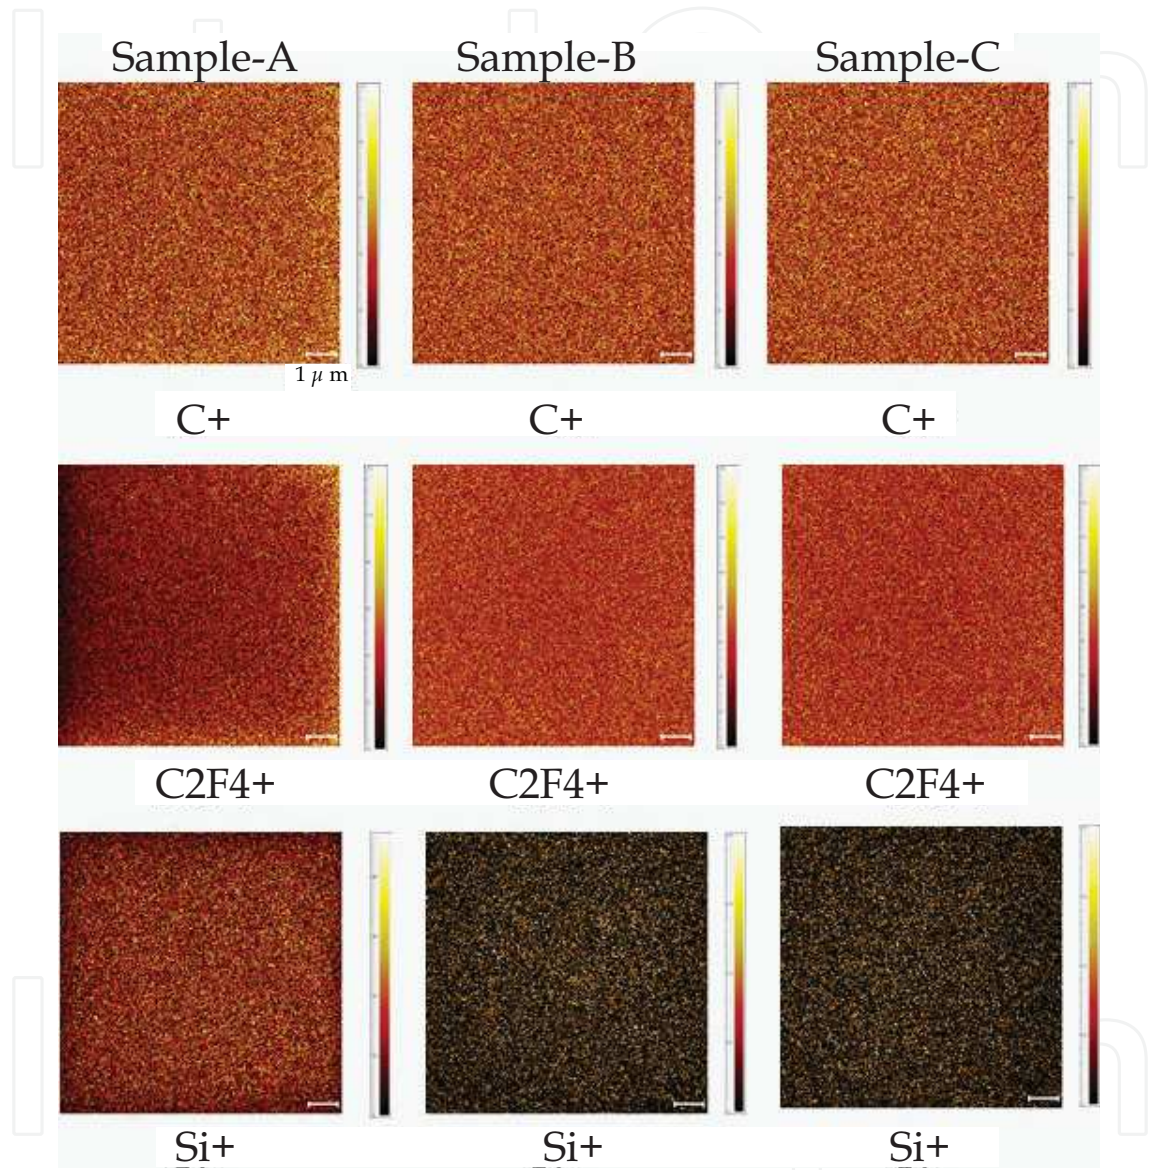 Sample-A Sample-B Sample-C
1 μ m
C+ C+ C+
C2F4+ C2F4+ C2F4+
Si+ Si+ Si+